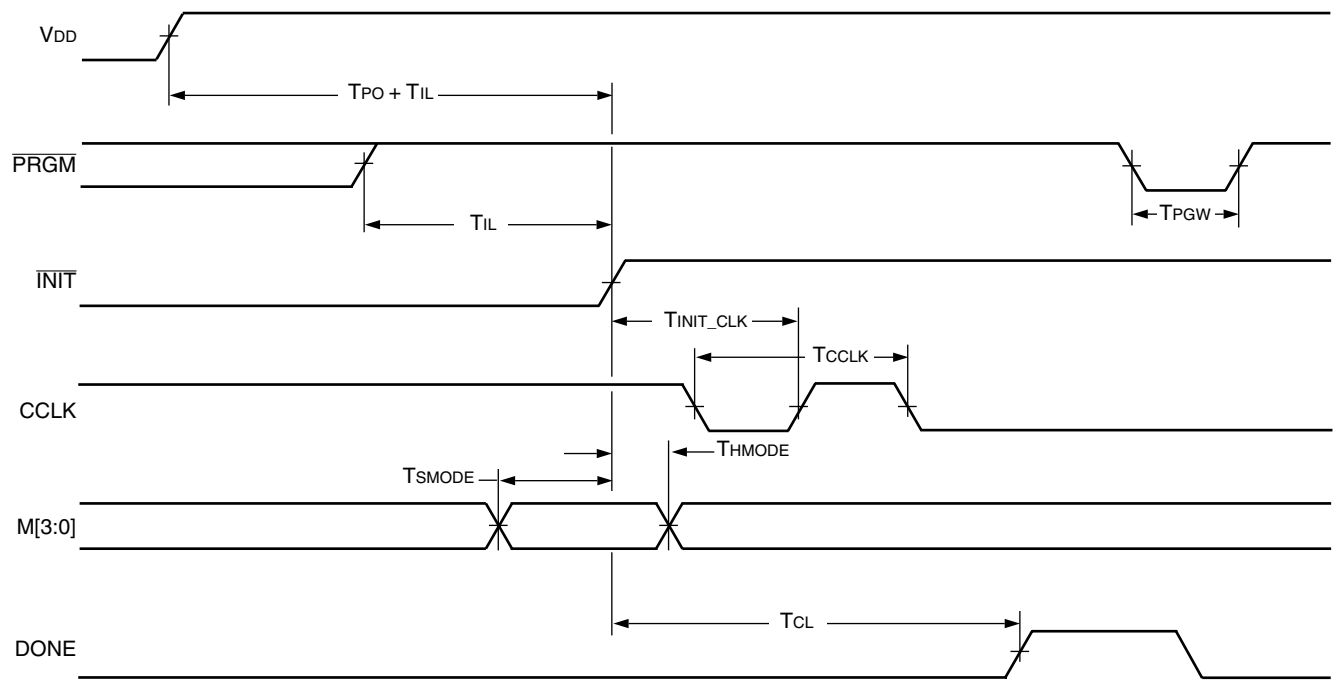 VDD
TPO + TIL
PRGM
TIL
TPGW
INIT
TINIT_CLK
TCCLK
CCLK
THMODE
TSMODE
M[3:0]
TCL
DONE